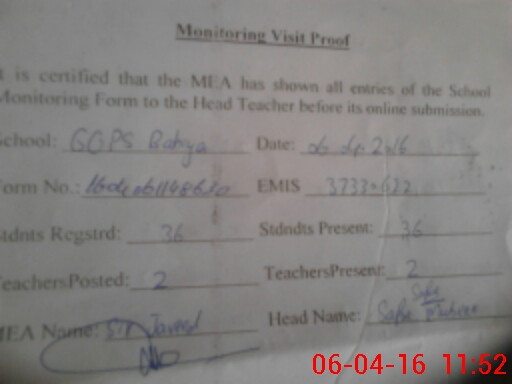 Monitoring Visit Proof
t is certified that the MEA has shown all entries of the School
Monitoring Form to the Head Teacher before its online submission.
School: GGPS Date:
Form No.: EMIS
Stdnts Regstrd: 36 Stdndts Present: 36
TeachersPosted: 2 TeachersPresent: 2
MEA Name: Javed Head Name: Safia
06-04-16 11:52